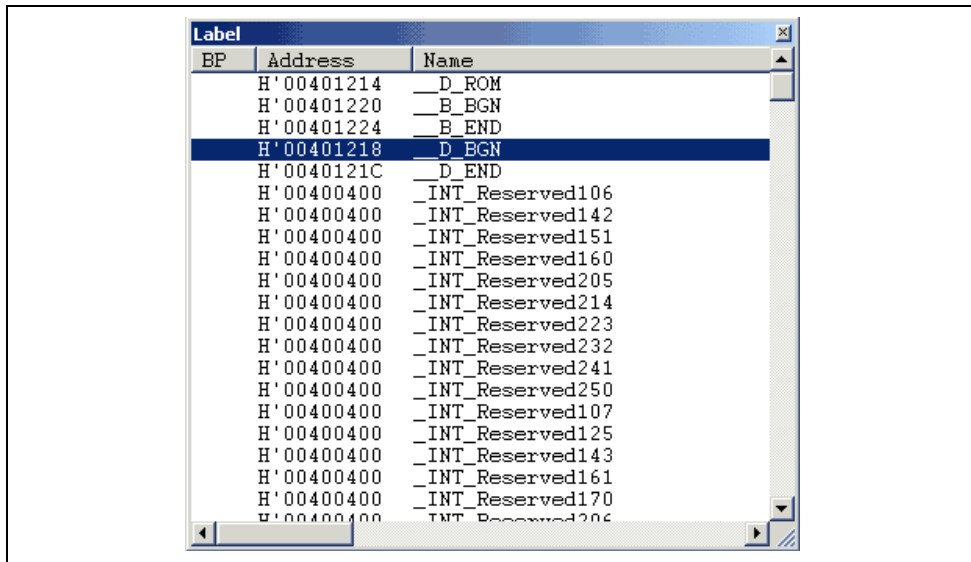 Label
BP Address Name
H'00401214 __D_ROM
H'00401220 __B_BGN
H'00401224 __B_END
H'00401218 __D_BGN
H'0040121C __D_END
H'00400400 _INT_Reserved106
H'00400400 _INT_Reserved142
H'00400400 _INT_Reserved151
H'00400400 _INT_Reserved160
H'00400400 _INT_Reserved205
H'00400400 _INT_Reserved214
H'00400400 _INT_Reserved223
H'00400400 _INT_Reserved232
H'00400400 _INT_Reserved241
H'00400400 _INT_Reserved250
H'00400400 _INT_Reserved107
H'00400400 _INT_Reserved125
H'00400400 _INT_Reserved143
H'00400400 _INT_Reserved161
H'00400400 _INT_Reserved170
H'00400400 _INT_Reserved206